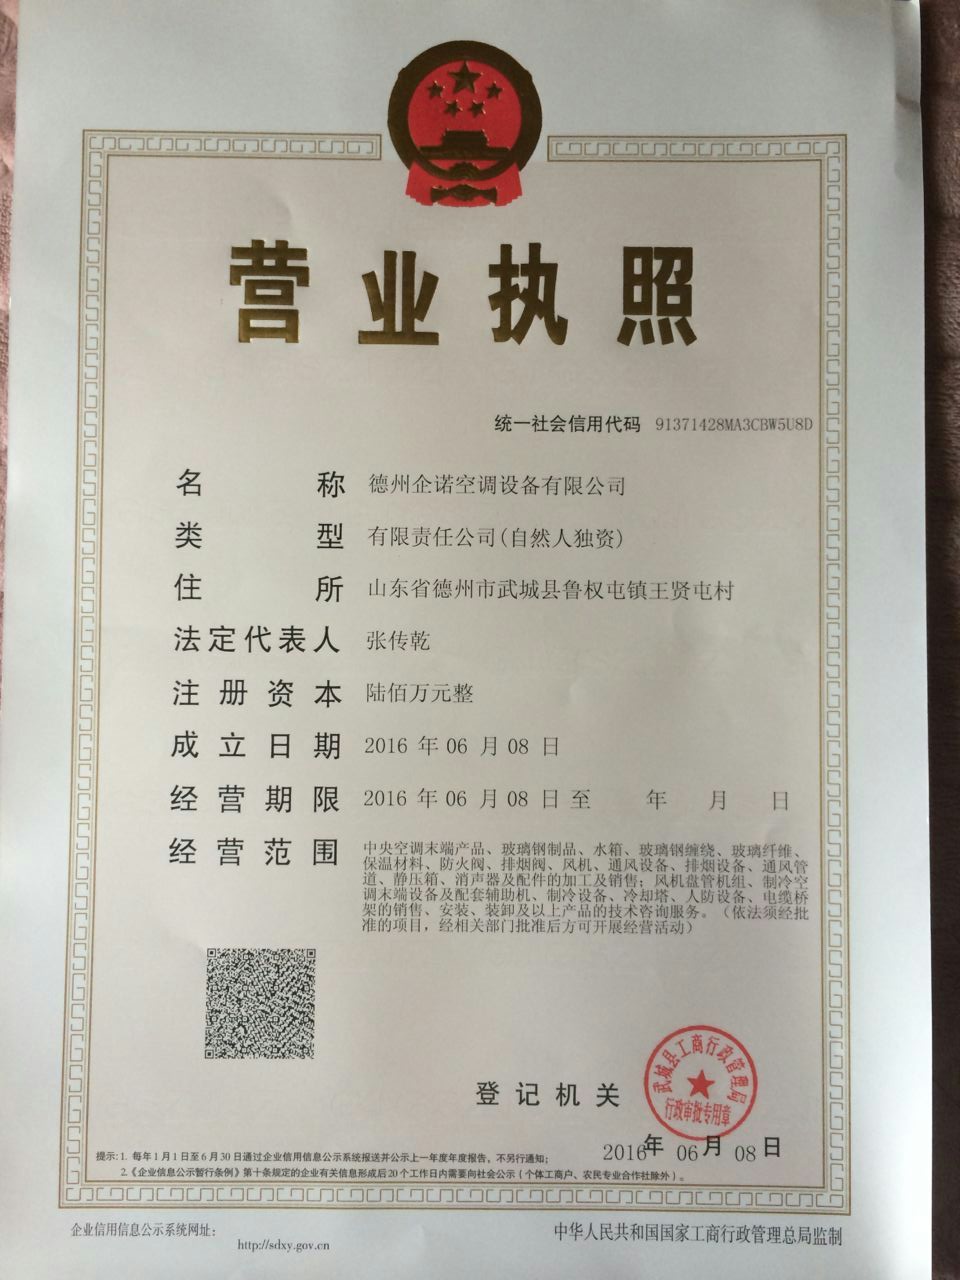 营业执照
统一社会信用代码 91371428MA3CBW5U8D
名称 德州企诺空调设备有限公司
类型 有限责任公司(自然人独资)
住所 山东省德州市武城县鲁权屯镇王贤屯村
法定代表人 张传乾
注册资本 陆佰万元整
成立日期 2016 年 06 月 08 日
经营期限 2016 年 06 月 08 日 至 年 月 日
经营范围 中央空调末端产品、玻璃钢制品、水箱、玻璃钢缠绕、玻璃纤维、
保温材料、防火阀、排烟阀、风机、通风设备、排烟设备、通风管
道、静压箱、消声器及配件的加工及销售；风机盘管机组、制冷空
调末端设备及配套辅助机、制冷设备、冷却塔、人防设备、电缆桥
架的销售、安装、装卸及以上产品的技术咨询服务。（依法须经批
准的项目，经相关部门批准后方可开展经营活动）
武城县工商行政管理局
行政审批专用章
登记机关
2016年 06月 08日
提示：1. 每年1月1日至6月30日通过企业信用信息公示系统报送并公示上一年度年度报告，不另行通知；
2.《企业信息公示暂行条例》第十条规定的企业有关信息形成后20个工作日内需要向社会公示（个体工商户、农民专业合作社除外）。
企业信用信息公示系统网址：
http://sdxy.gov.cn
中华人民共和国国家工商行政管理总局监制